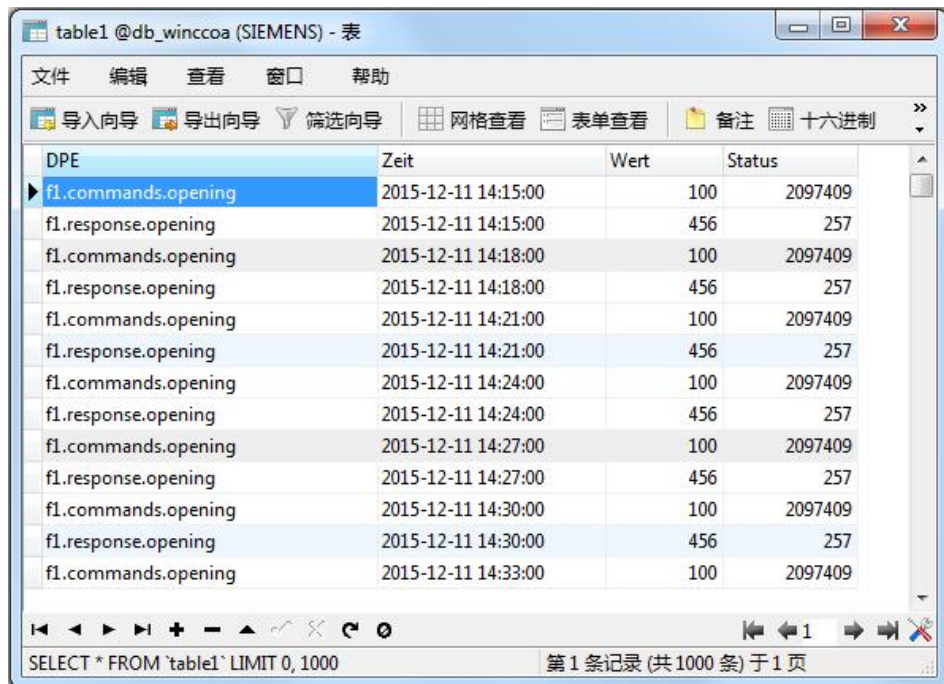 table1 @db_winccoa (SIEMENS) - 表
文件 编辑 查看 窗口 帮助
导入向导 导出向导 筛选向导 网格查看 表单查看 备注 十六进制 »
DPE Zeit Wert Status
f1.commands.opening 2015-12-11 14:15:00 100 2097409
f1.response.opening 2015-12-11 14:15:00 456 257
f1.commands.opening 2015-12-11 14:18:00 100 2097409
f1.response.opening 2015-12-11 14:18:00 456 257
f1.commands.opening 2015-12-11 14:21:00 100 2097409
f1.response.opening 2015-12-11 14:21:00 456 257
f1.commands.opening 2015-12-11 14:24:00 100 2097409
f1.response.opening 2015-12-11 14:24:00 456 257
f1.commands.opening 2015-12-11 14:27:00 100 2097409
f1.response.opening 2015-12-11 14:27:00 456 257
f1.commands.opening 2015-12-11 14:30:00 100 2097409
f1.response.opening 2015-12-11 14:30:00 456 257
f1.commands.opening 2015-12-11 14:33:00 100 2097409
1
SELECT * FROM `table1` LIMIT 0, 1000 第 1 条记录 (共 1000 条) 于 1 页